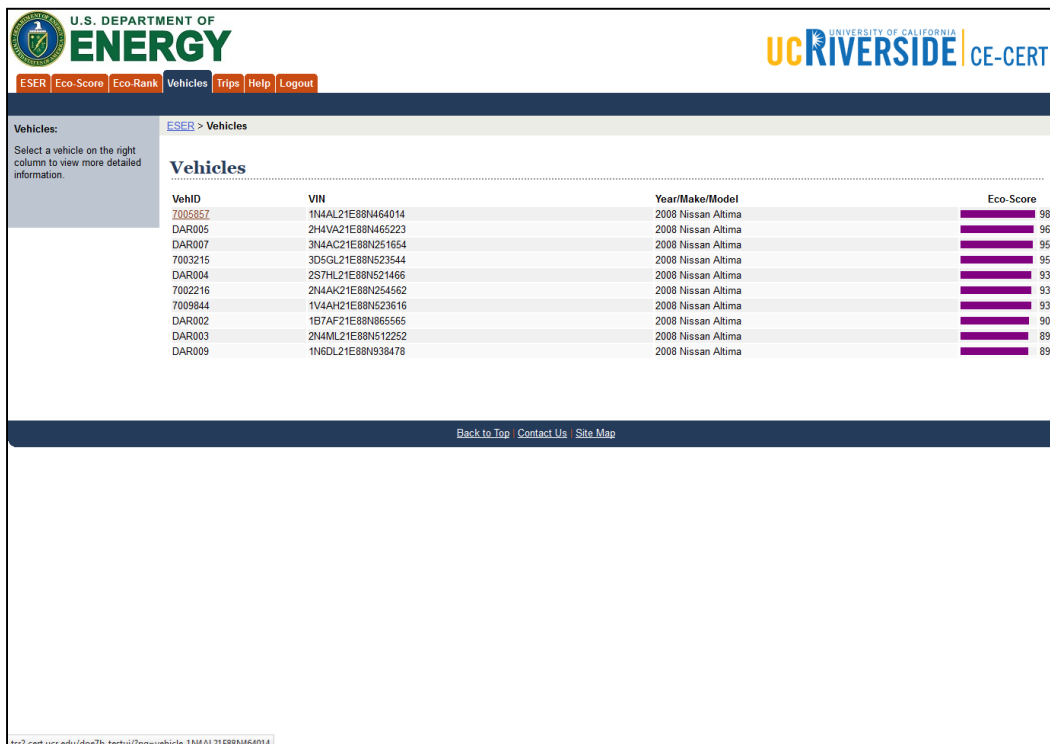 U.S. DEPARTMENT OF
ENERGY
UNIVERSITY OF CALIFORNIA
UCRIVERSIDE CE-CERT
ESER Eco-Score Eco-Rank Vehicles Trips Help Logout
Vehicles:
Select a vehicle on the right
column to view more detailed
information.
ESER > Vehicles
Vehicles
VehID VIN Year/Make/Model Eco-Score
7005857 1N4AL21E88N464014 2008 Nissan Altima 98
DAR005 2H4VA21E88N465223 2008 Nissan Altima 96
DAR007 3N4AC21E88N251654 2008 Nissan Altima 95
7003215 3D5GL21E88N523544 2008 Nissan Altima 95
DAR004 2S7HL21E88N521466 2008 Nissan Altima 93
7002216 2N4AK21E88N254562 2008 Nissan Altima 93
7009844 1V4AH21E88N523616 2008 Nissan Altima 93
DAR002 1B7AF21E88N865565 2008 Nissan Altima 90
DAR003 2N4ML21E88N512252 2008 Nissan Altima 89
DAR009 1N6DL21E88N938478 2008 Nissan Altima 89
Back to Top | Contact Us | Site Map